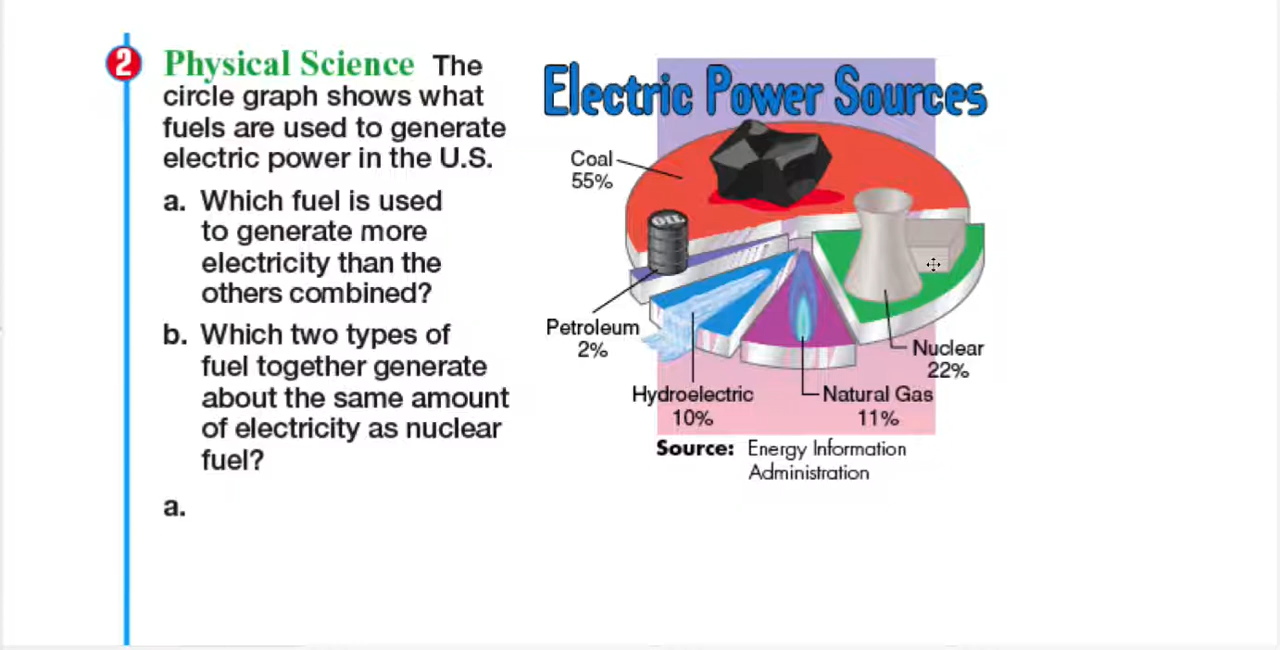 2 Physical Science The
circle graph shows what
fuels are used to generate
electric power in the U.S.
a. Which fuel is used
to generate more
electricity than the
others combined?
b. Which two types of
fuel together generate
about the same amount
of electricity as nuclear
fuel?
a.
Electric Power Sources
Coal
55%
OIL
Petroleum
2%
Hydroelectric
10%
Natural Gas
11%
Nuclear
22%
Source: Energy Information
Administration